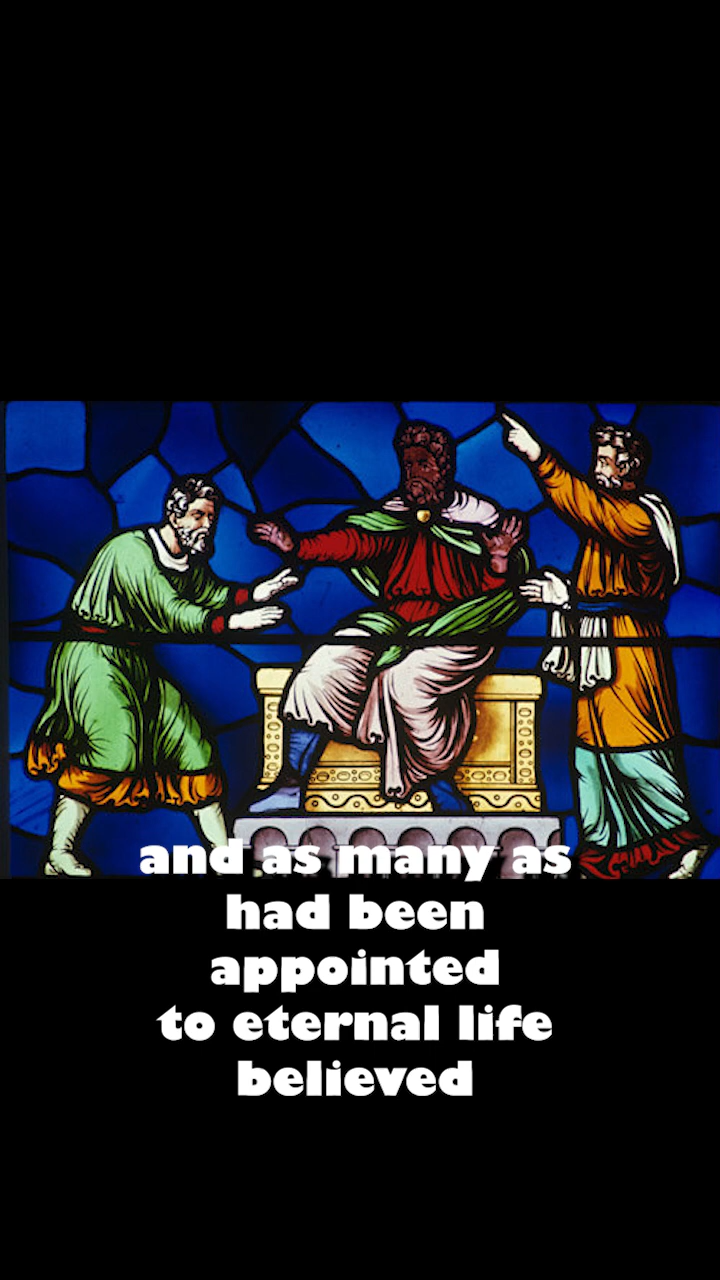 and as many as
had been
appointed
to eternal life
believed